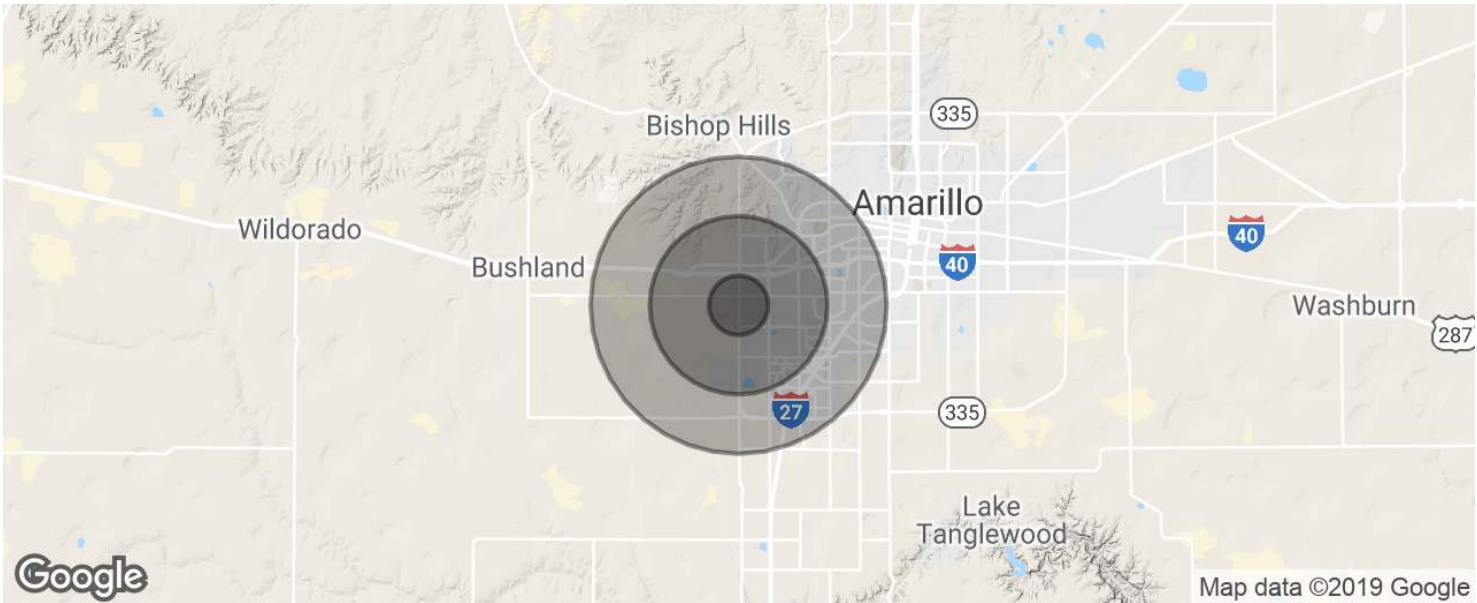 335
Bishop Hills
Amarillo
Wildorado
40
Bushland
40
Washburn
287
27
335
Lake
Tanglewood
Google
Map data ©2019 Google